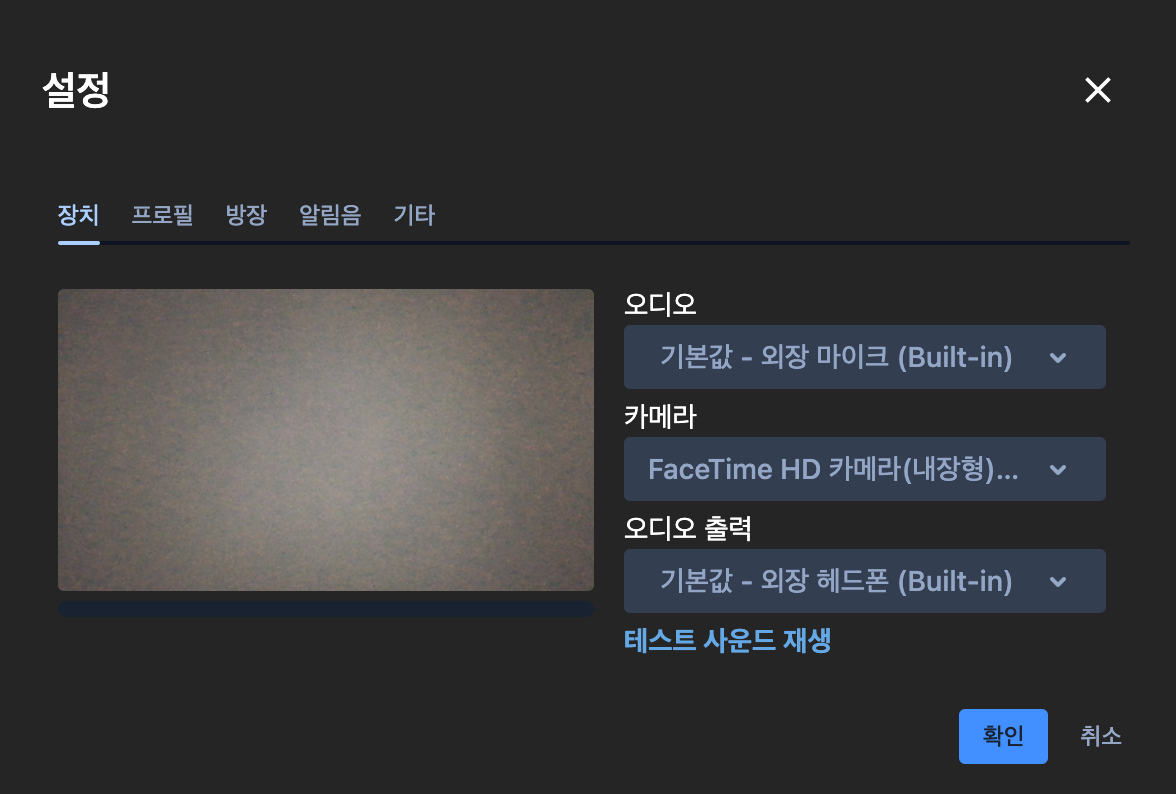 설정
장치 프로필 방장 알림음 기타
오디오
기본값 - 외장 마이크 (Built-in)
카메라
FaceTime HD 카메라(내장형)...
오디오 출력
기본값 - 외장 헤드폰 (Built-in)
테스트 사운드 재생
확인 취소